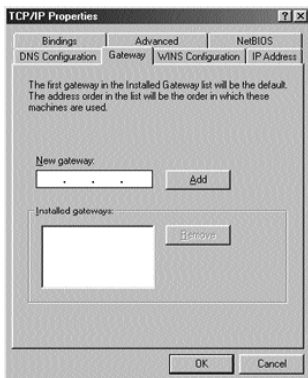 TCP/IP Properties
Bindings Advanced NetBIOS
DNS Configuration Gateway WINS Configuration IP Address
The first gateway in the Installed Gateway list will be the default.
The address order in the list will be the order in which these
machines are used.
New gateway:
. . .
Add
Installed gateways:
Remove
OK Cancel